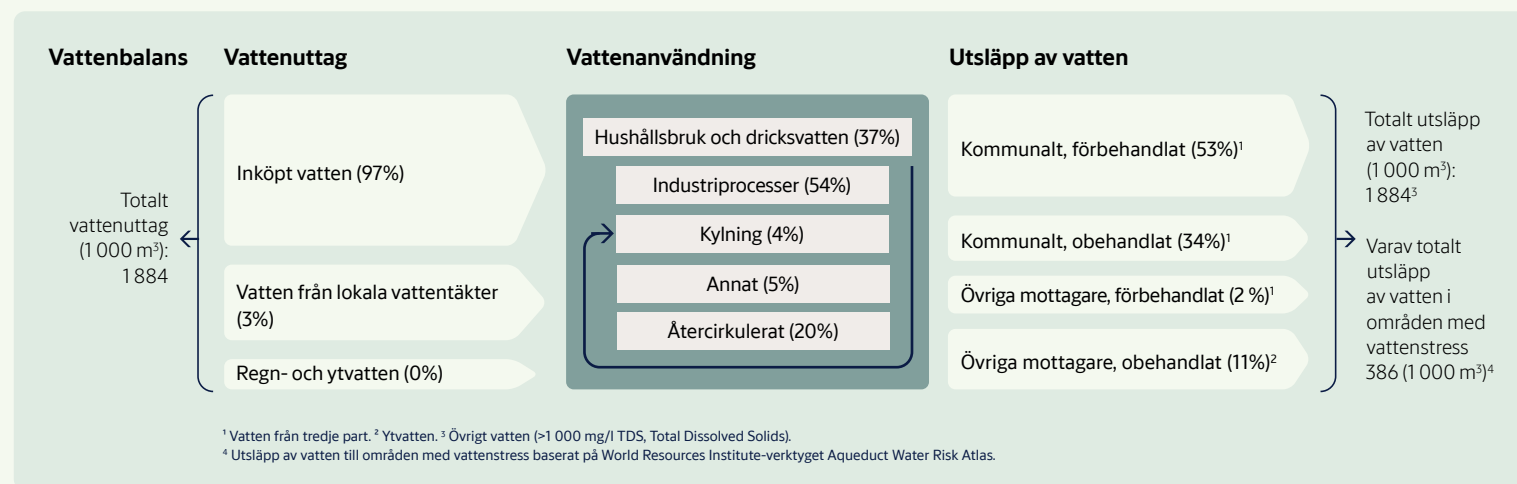 Vattenbalans
Vattenuttag
Vattenanvändning
Utsläpp av vatten
Totalt
vattenuttag
(1 000 m³):
1 884
Inköpt vatten (97%)
Vatten från lokala vattentäkter
(3%)
Regn- och ytvatten (0%)
Hushållsbruk och dricksvatten (37%)
Industriprocesser (54%)
Kylning (4%)
Annat (5%)
Återcirkulerat (20%)
Kommunalt, förbehandlat (53%)¹
Kommunalt, obehandlat (34%)¹
Övriga mottagare, förbehandlat (2 %)¹
Övriga mottagare, obehandlat (11%)²
Totalt utsläpp
av vatten
(1 000 m³):
1 884³
Varav totalt
utsläpp
av vatten i
områden med
vattenstress
386 (1 000 m³)⁴
¹ Vatten från tredje part. ² Ytvatten. ³ Övrigt vatten (>1 000 mg/l TDS, Total Dissolved Solids).
⁴ Utsläpp av vatten till områden med vattenstress baserat på World Resources Institute-verktyget Aqueduct Water Risk Atlas.